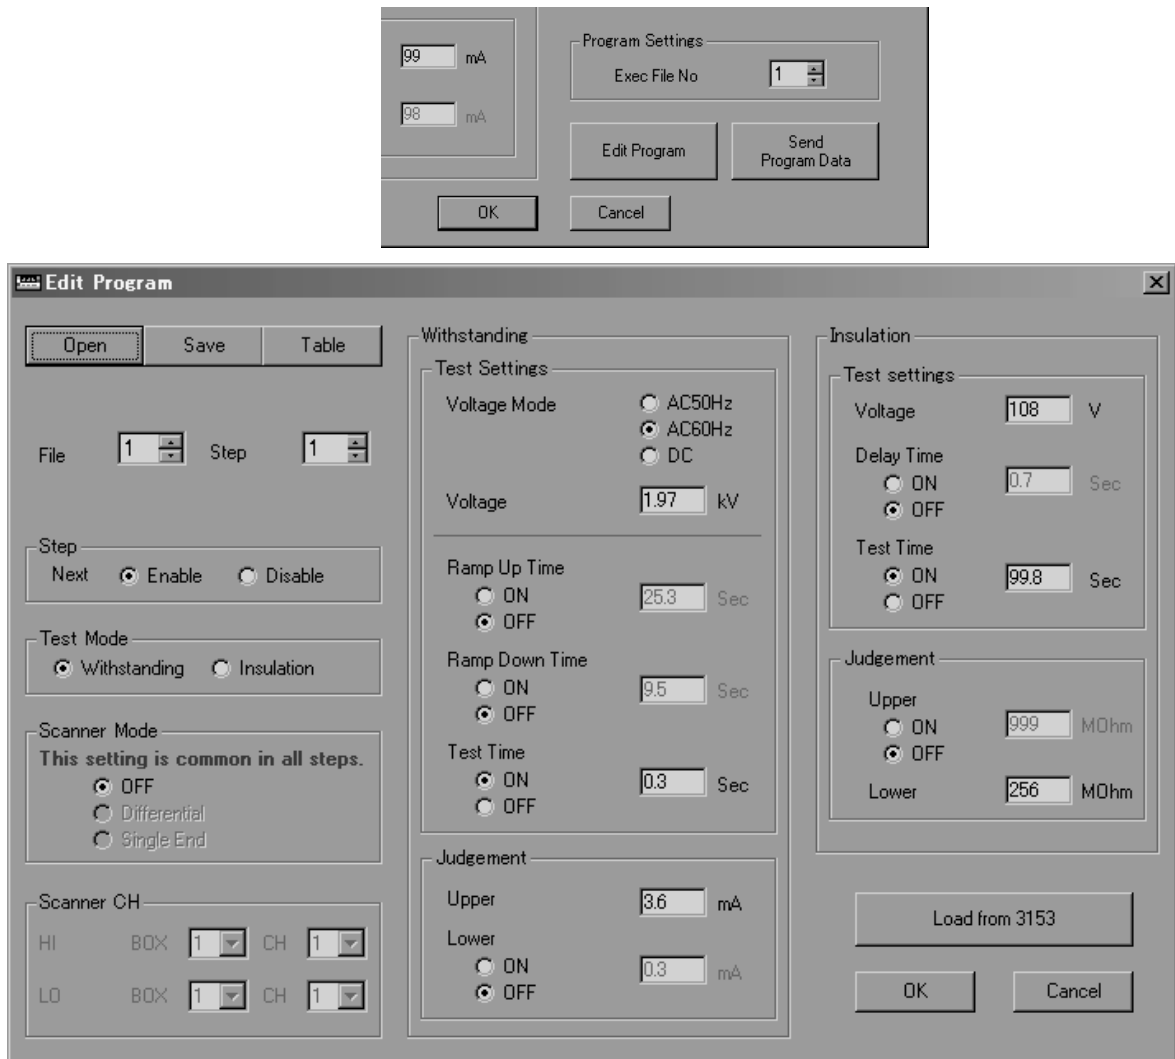 99 mA
98 mA
Program Settings
Exec File No 1
Edit Program
Send
Program Data
OK
Cancel
Edit Program
Open
Save
Table
File 1 Step 1
Step
Next Enable Disable
Test Mode
Withstanding Insulation
Scanner Mode
This setting is common in all steps.
OFF
Differential
Single End
Scanner CH
HI BOX 1 CH 1
LO BOX 1 CH 1
Withstanding
Test Settings
Voltage Mode AC50Hz
AC60Hz
DC
Voltage 1.97 kV
Ramp Up Time
ON 25.3 Sec
OFF
Ramp Down Time
ON 9.5 Sec
OFF
Test Time
ON 0.3 Sec
OFF
Judgement
Upper 3.6 mA
Lower
ON 0.3 mA
OFF
Insulation
Test settings
Voltage 108 V
Delay Time
ON 0.7 Sec
OFF
Test Time
ON 99.8 Sec
OFF
Judgement
Upper
ON 999 MOhm
OFF
Lower 256 MOhm
Load from 3153
OK
Cancel